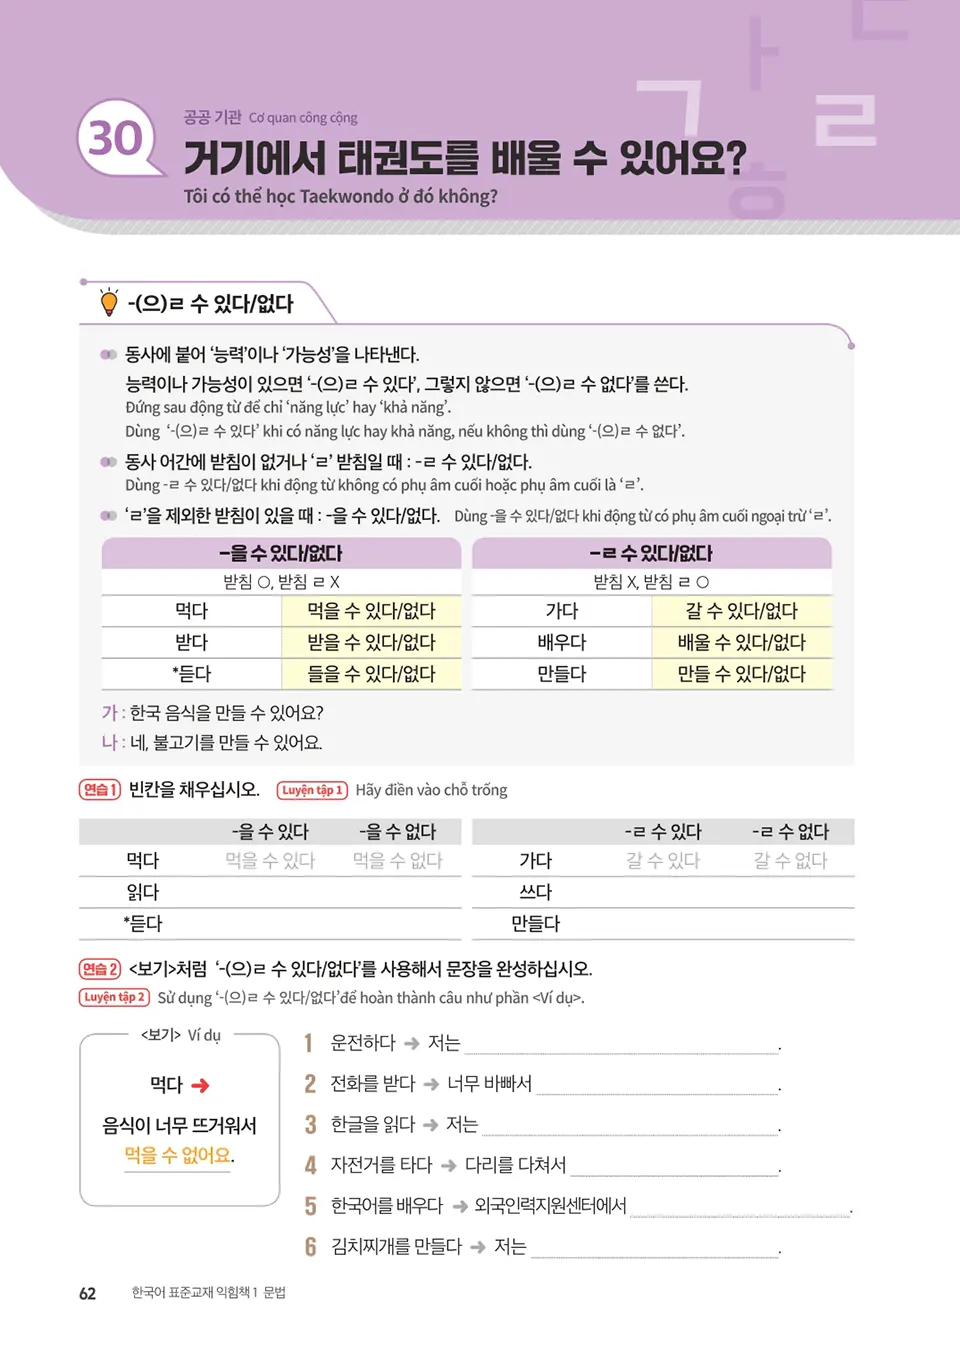 30
공공 기관 Cơ quan công cộng
거기에서 태권도를 배울 수 있어요?
Tôi có thể học Taekwondo ở đó không?
ㅏ ㄷ ㄱ ㄹ ㅎ
-(으)ㄹ 수 있다/없다
동사에 붙어 ‘능력’이나 ‘가능성’을 나타낸다.
능력이나 가능성이 있으면 ‘-(으)ㄹ 수 있다’, 그렇지 않으면 ‘-(으)ㄹ 수 없다’를 쓴다.
Đứng sau động từ để chỉ ‘năng lực’ hay ‘khả năng’.
Dùng ‘-(으)ㄹ 수 있다’ khi có năng lực hay khả năng, nếu không thì dùng ‘-(으)ㄹ 수 없다’.
동사 어간에 받침이 없거나 ‘ㄹ’ 받침일 때 : -ㄹ 수 있다/없다.
Dùng -ㄹ 수 있다/없다 khi động từ không có phụ âm cuối hoặc phụ âm cuối là ‘ㄹ’.
‘ㄹ’을 제외한 받침이 있을 때 : -을 수 있다/없다. Dùng -을 수 있다/없다 khi động từ có phụ âm cuối ngoại trừ ‘ㄹ’.
-을 수 있다/없다 -ㄹ 수 있다/없다
받침 ○, 받침 ㄹ X 받침 X, 받침 ㄹ ○
먹다 먹을 수 있다/없다 가다 갈 수 있다/없다
받다 받을 수 있다/없다 배우다 배울 수 있다/없다
*듣다 들을 수 있다/없다 만들다 만들 수 있다/없다
가 : 한국 음식을 만들 수 있어요?
나 : 네, 불고기를 만들 수 있어요.
연습 1 빈칸을 채우십시오. Luyện tập 1 Hãy điền vào chỗ trống
-을 수 있다 -을 수 없다 -ㄹ 수 있다 -ㄹ 수 없다
먹다 먹을 수 있다 먹을 수 없다 가다 갈 수 있다 갈 수 없다
읽다 쓰다
*듣다 만들다
연습 2 <보기>처럼 ‘-(으)ㄹ 수 있다/없다’를 사용해서 문장을 완성하십시오.
Luyện tập 2 Sử dụng ‘-(으)ㄹ 수 있다/없다’để hoàn thành câu như phần <Ví dụ>.
<보기> Ví dụ
먹다 ➜
음식이 너무 뜨거워서
먹을 수 없어요.
1 운전하다 ➜ 저는 .
2 전화를 받다 ➜ 너무 바빠서 .
3 한글을 읽다 ➜ 저는 .
4 자전거를 타다 ➜ 다리를 다쳐서 .
5 한국어를 배우다 ➜ 외국인력지원센터에서 .
6 김치찌개를 만들다 ➜ 저는 .
62 한국어 표준교재 익힘책 1 문법